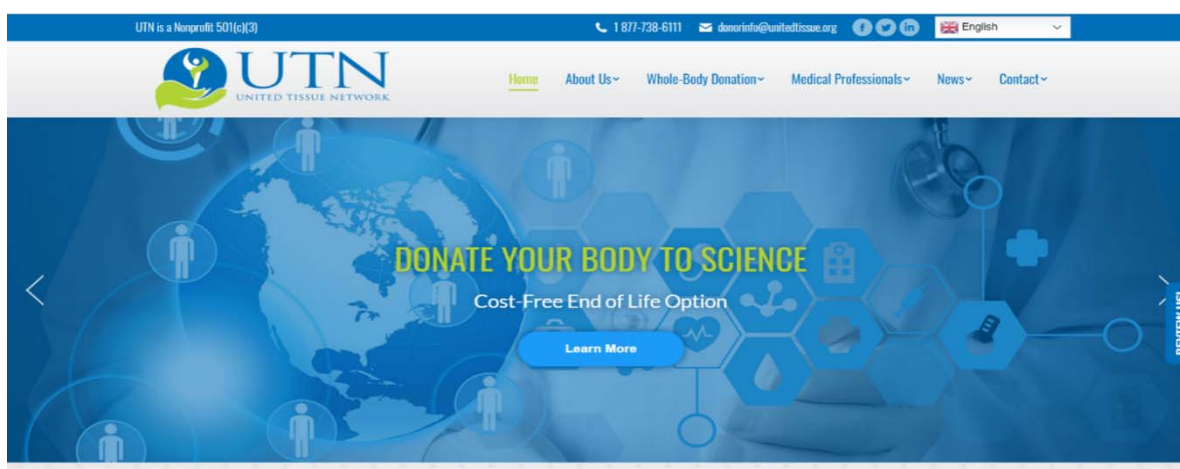 UTN is a Nonprofit 501(c)(3)
1 877-738-6111
donorinfo@unitedtissue.org
English
UTN
UNITED TISSUE NETWORK
Home
About Us
Whole-Body Donation
Medical Professionals
News
Contact
DONATE YOUR BODY TO SCIENCE
Cost-Free End of Life Option
Learn More
REVIEW US!